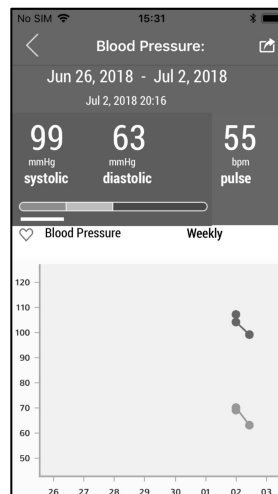 No SIM 15:31
Blood Pressure:
Jun 26, 2018 - Jul 2, 2018
Jul 2, 2018 20:16
99 63 55
mmHg mmHg bpm
systolic diastolic pulse
Blood Pressure Weekly
120
110
100
90
80
70
60
50
26 27 28 29 30 01 02 03